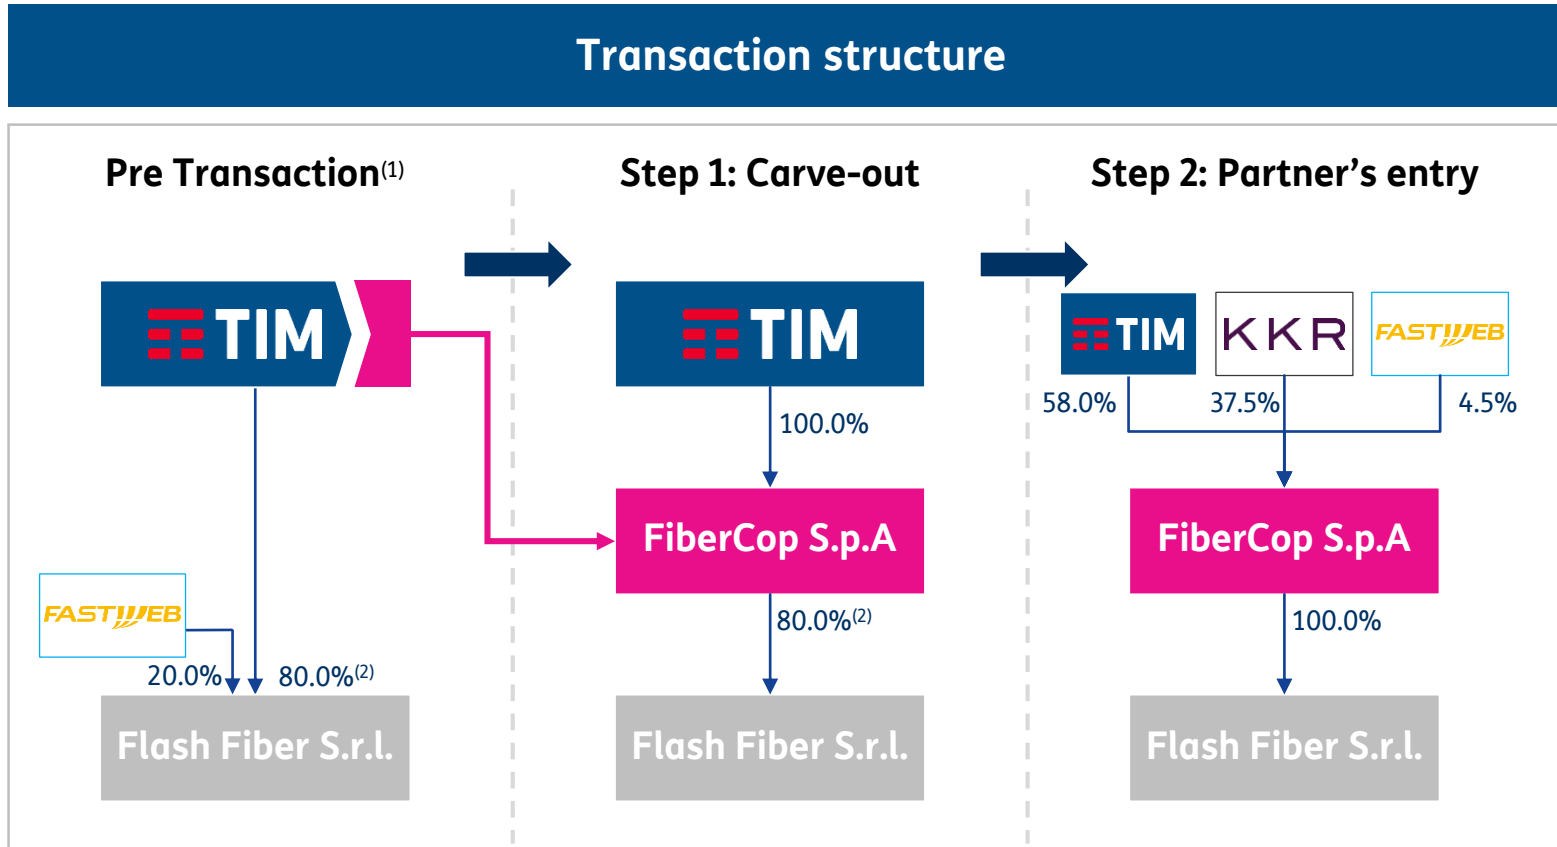 Transaction structure
Pre Transaction(1)
Step 1: Carve-out
Step 2: Partner's entry
TIM
TIM
TIM
KKR
FASTWEB
58.0%
37.5%
4.5%
100.0%
FiberCop S.p.A
FiberCop S.p.A
FASTWEB
80.0%(2)
100.0%
20.0%
80.0%(2)
Flash Fiber S.r.l.
Flash Fiber S.r.l.
Flash Fiber S.r.l.